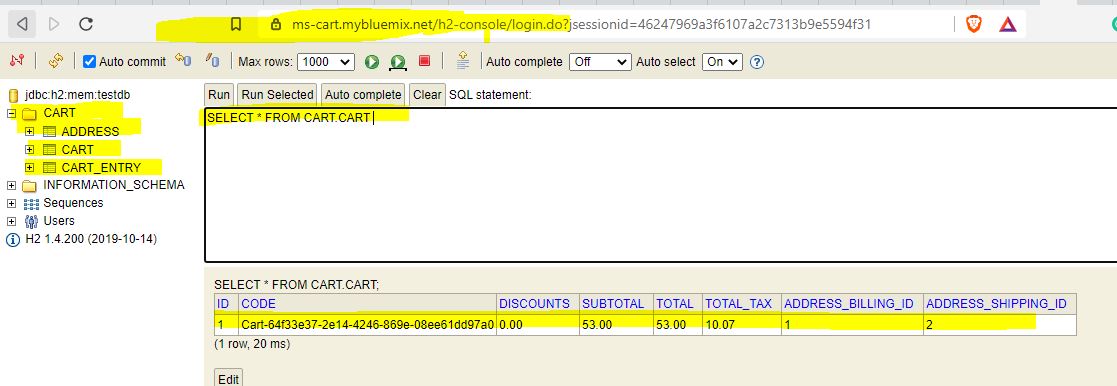 ms-cart.mybluemix.net/h2-console/login.do?jsessionid=46247969a3f6107a2c7313b9e5594f31
Auto commit Max rows: 1000 Auto complete Off Auto select On
jdbc:h2:mem:testdb
CART
ADDRESS
CART
CART_ENTRY
INFORMATION_SCHEMA
Sequences
Users
H2 1.4.200 (2019-10-14)
Run Run Selected Auto complete Clear SQL statement:
SELECT * FROM CART.CART
SELECT * FROM CART.CART;
ID CODE DISCOUNTS SUBTOTAL TOTAL TOTAL_TAX ADDRESS_BILLING_ID ADDRESS_SHIPPING_ID
1 Cart-64f33e37-2e14-4246-869e-08ee61dd97a0 0.00 53.00 53.00 10.07 1 2
(1 row, 20 ms)
Edit